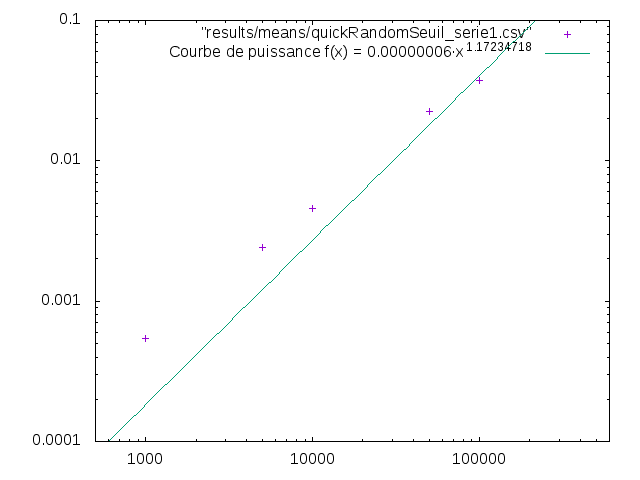 "results/means/quickRandomSeuil_serie1.csv"
Courbe de puissance f(x) = 0.00000006·x^1.17234718
0.1
0.01
0.001
0.0001
1000 10000 100000